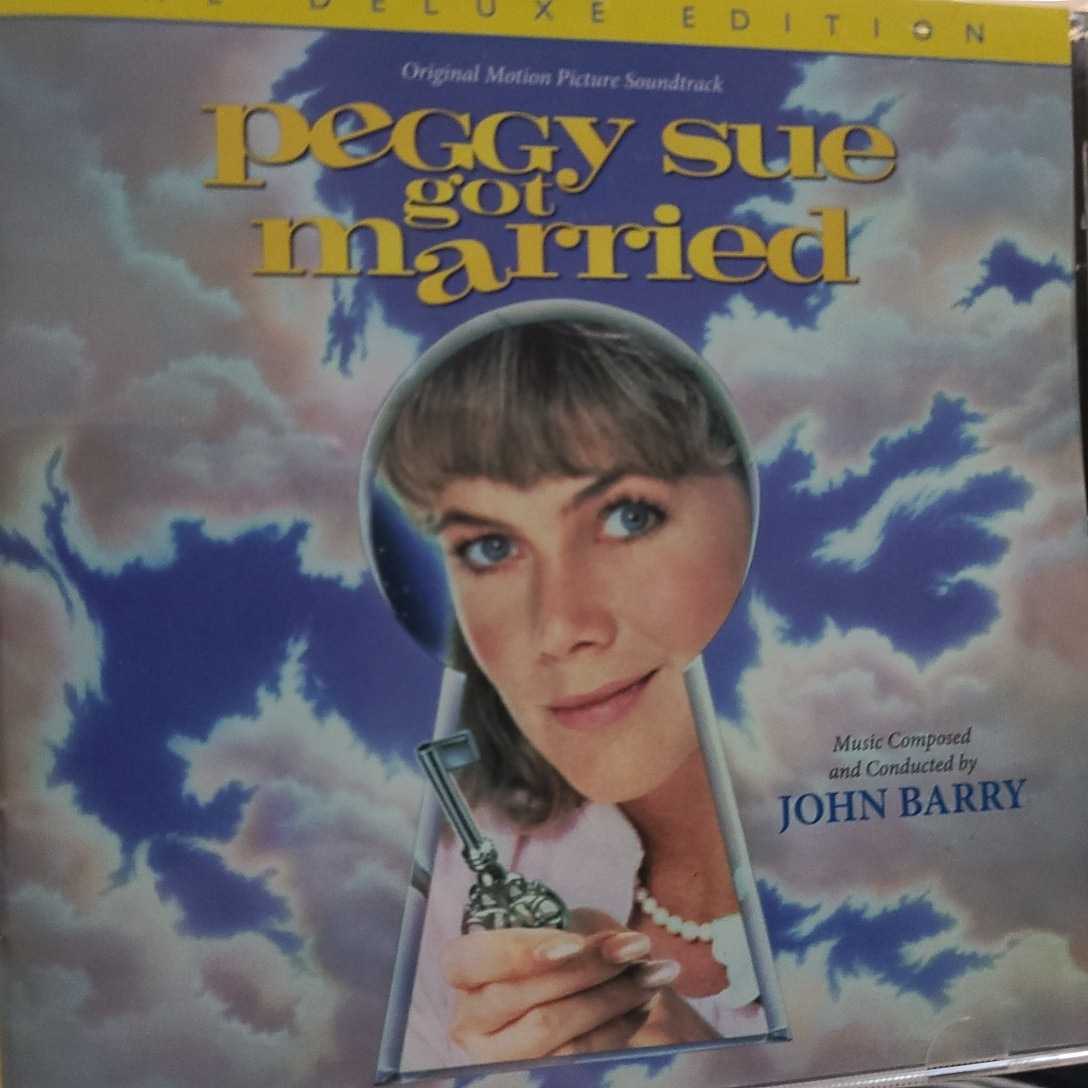 DELUXE EDITION
Original Motion Picture Soundtrack
peGGy sue
got
married
Music Composed
and Conducted by
JOHN BARRY